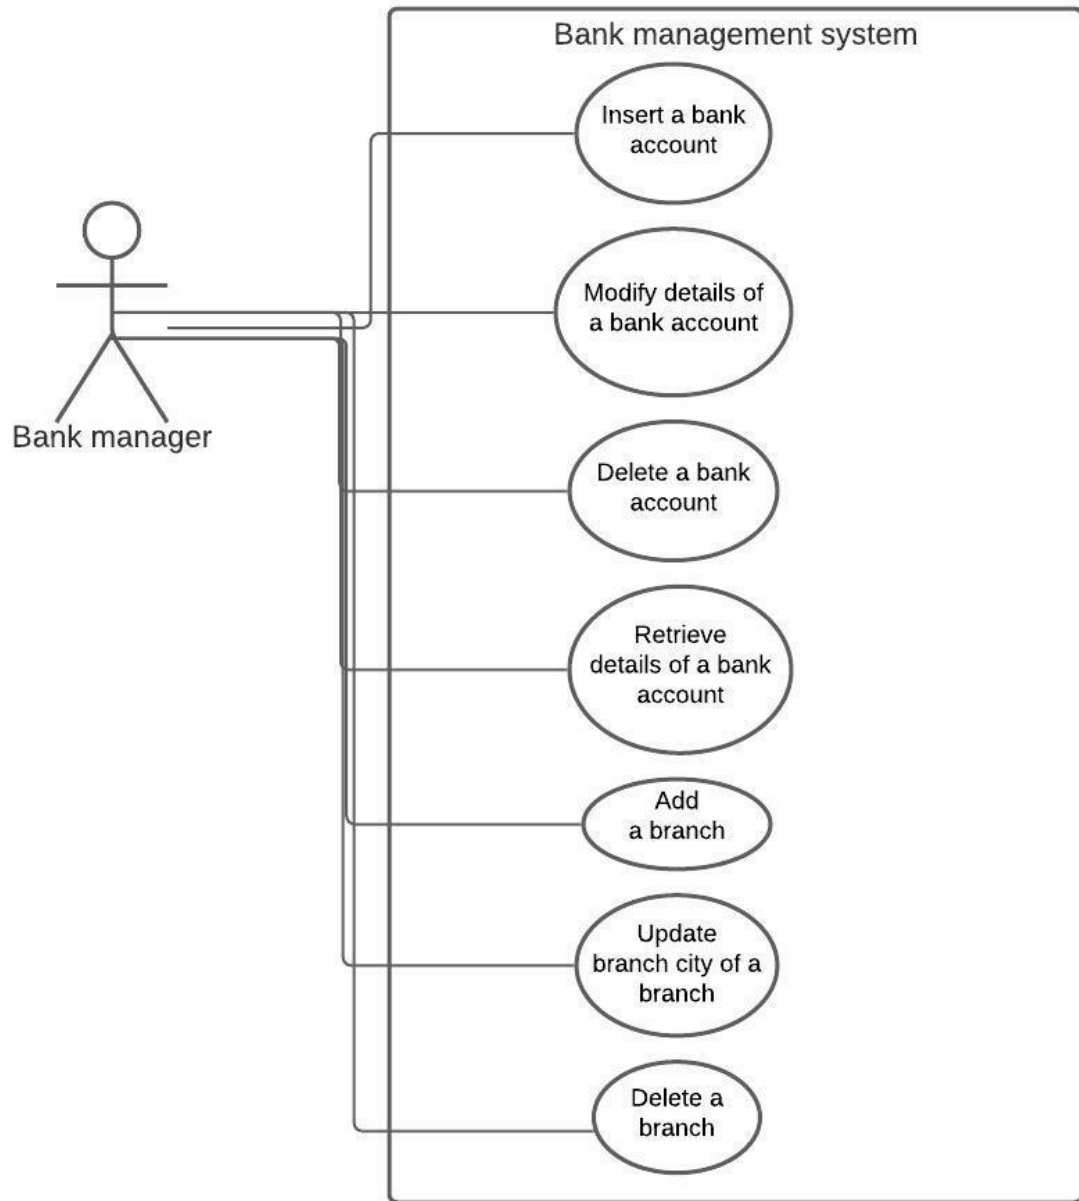 Bank management system
Insert a bank
account
Modify details of
a bank account
Bank manager
Delete a bank
account
Retrieve
details of a bank
account
Add
a branch
Update
branch city of a
branch
Delete a
branch